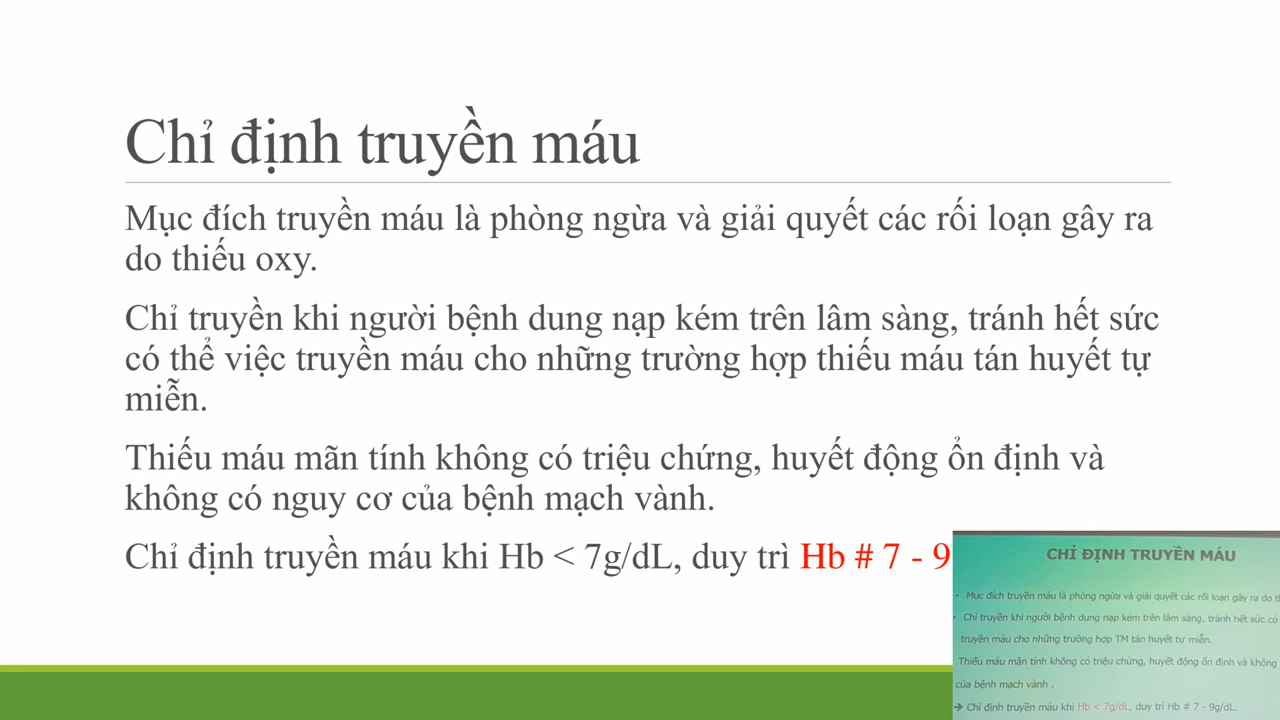 Chỉ định truyền máu
Mục đích truyền máu là phòng ngừa và giải quyết các rối loạn gây ra
do thiếu oxy.
Chỉ truyền khi người bệnh dung nạp kém trên lâm sàng, tránh hết sức
có thể việc truyền máu cho những trường hợp thiếu máu tán huyết tự
miễn.
Thiếu máu mãn tính không có triệu chứng, huyết động ổn định và
không có nguy cơ của bệnh mạch vành.
Chỉ định truyền máu khi Hb < 7g/dL, duy trì Hb # 7 - 9
CHỈ ĐỊNH TRUYỀN MÁU
• Mục đích truyền máu là phòng ngừa và giải quyết các rối loạn gây ra do
• Chỉ truyền khi người bệnh dung nạp kém trên lâm sàng, tránh hết sức có
truyền máu cho những trường hợp TM tán huyết tự miễn.
Thiếu máu mãn tính không có triệu chứng, huyết động ổn định và không
của bệnh mạch vành .
➔ Chỉ định truyền máu khi Hb < 7g/dL, duy trì Hb # 7 - 9g/dL.